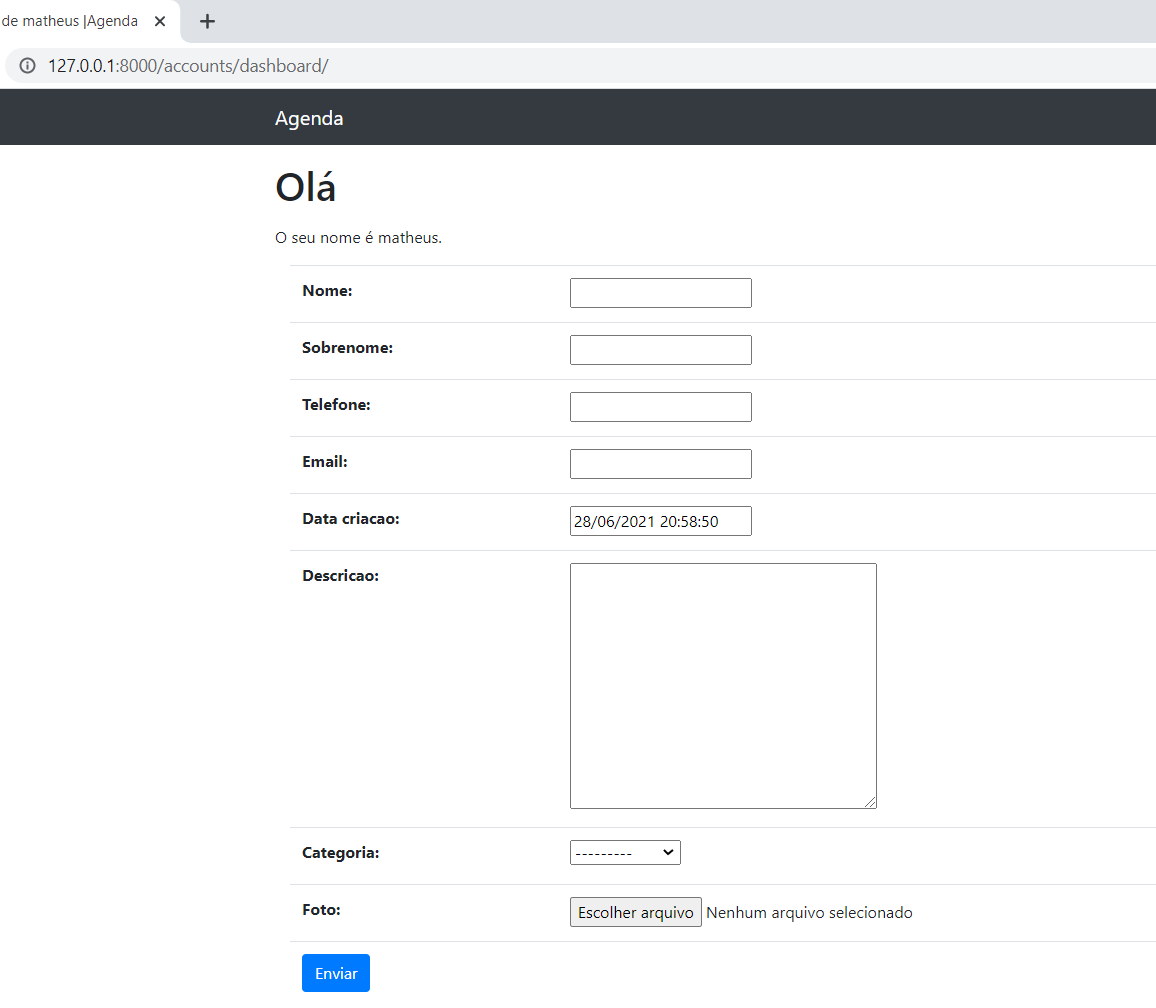 de matheus |Agenda
127.0.0.1:8000/accounts/dashboard/
Agenda
Olá
O seu nome é matheus.
Nome:
Sobrenome:
Telefone:
Email:
Data criacao: 28/06/2021 20:58:50
Descricao:
Categoria: ---------
Foto: Escolher arquivo Nenhum arquivo selecionado
Enviar